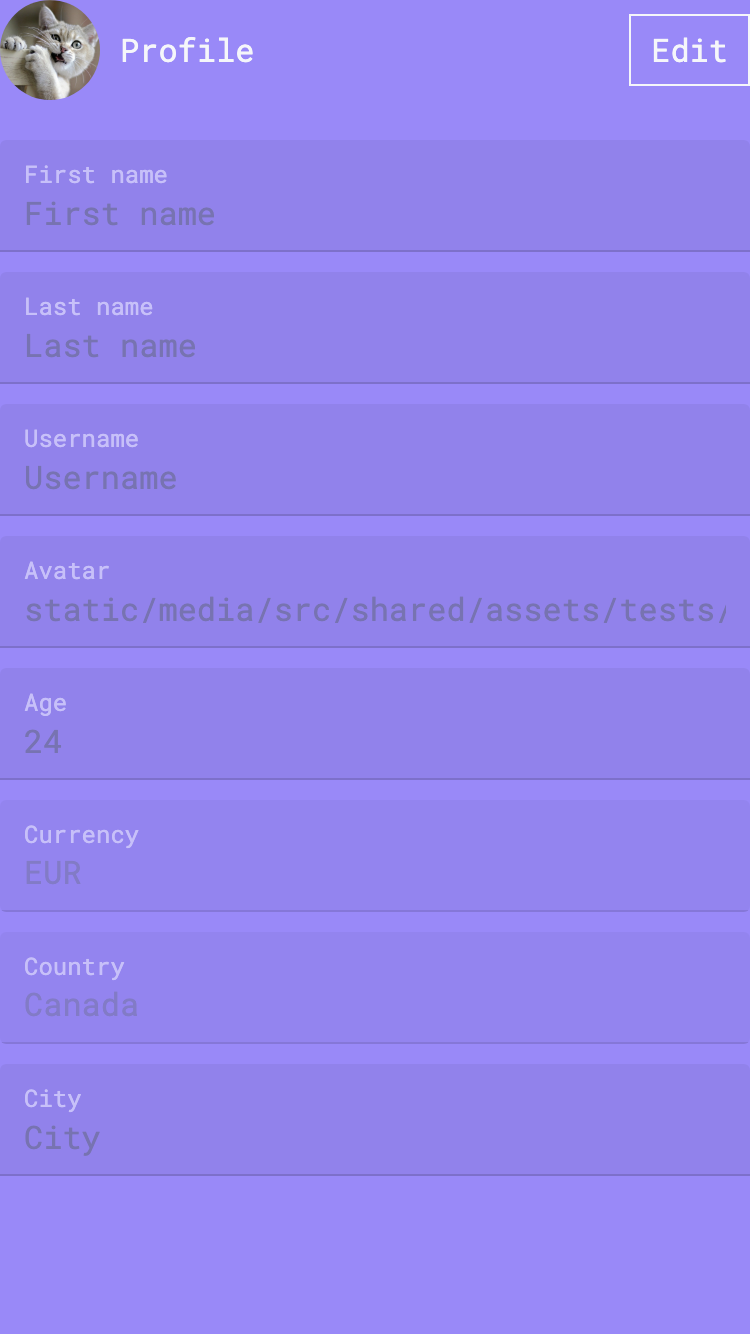 Profile
Edit
First name
First name
Last name
Last name
Username
Username
Avatar
static/media/src/shared/assets/tests/
Age
24
Currency
EUR
Country
Canada
City
City